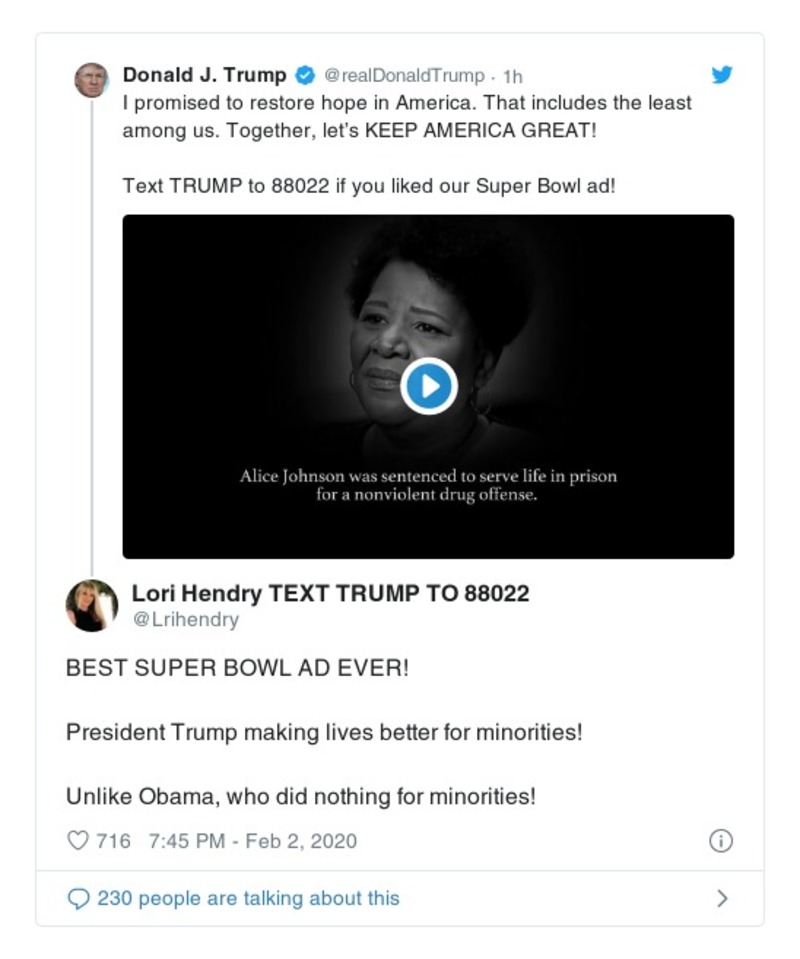 Donald J. Trump @realDonaldTrump · 1h
I promised to restore hope in America. That includes the least
among us. Together, let's KEEP AMERICA GREAT!
Text TRUMP to 88022 if you liked our Super Bowl ad!
Alice Johnson was sentenced to serve life in prison
for a nonviolent drug offense.
Lori Hendry TEXT TRUMP TO 88022
@Lrihendry
BEST SUPER BOWL AD EVER!
President Trump making lives better for minorities!
Unlike Obama, who did nothing for minorities!
716 7:45 PM - Feb 2, 2020
230 people are talking about this